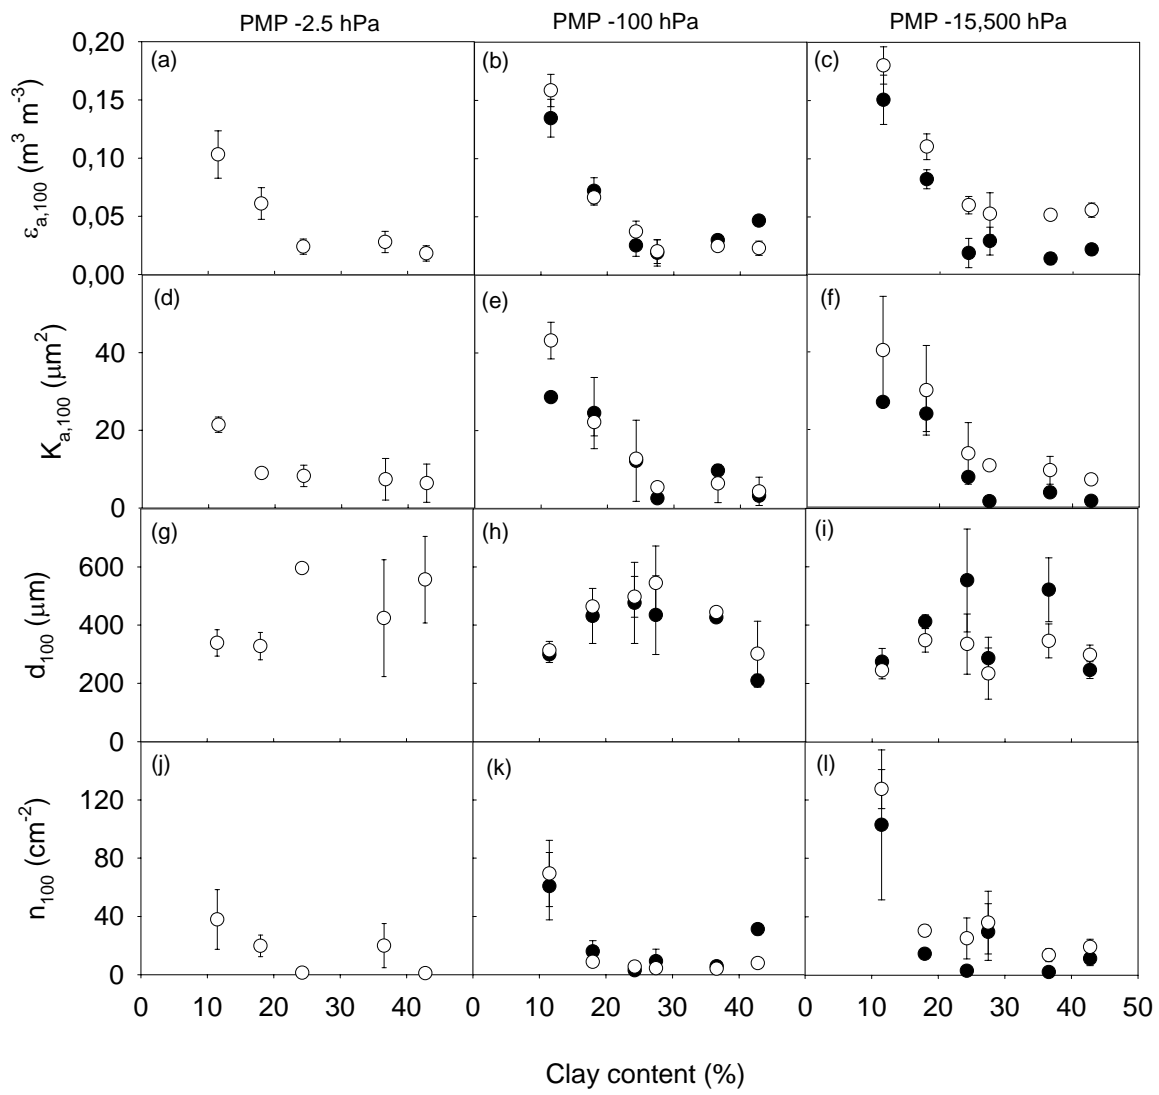 PMP -2.5 hPa PMP -100 hPa PMP -15,500 hPa
(a) (b) (c)
0,20
0,15
0,10
0,05
0,00
εa,100 (m³ m⁻³)
(d) (e) (f)
40
20
0
Ka,100 (μm²)
(g) (h) (i)
600
400
200
0
d100 (μm)
(j) (k) (l)
120
80
40
0
n100 (cm⁻²)
0 10 20 30 40 0 10 20 30 40 0 10 20 30 40 50
Clay content (%)